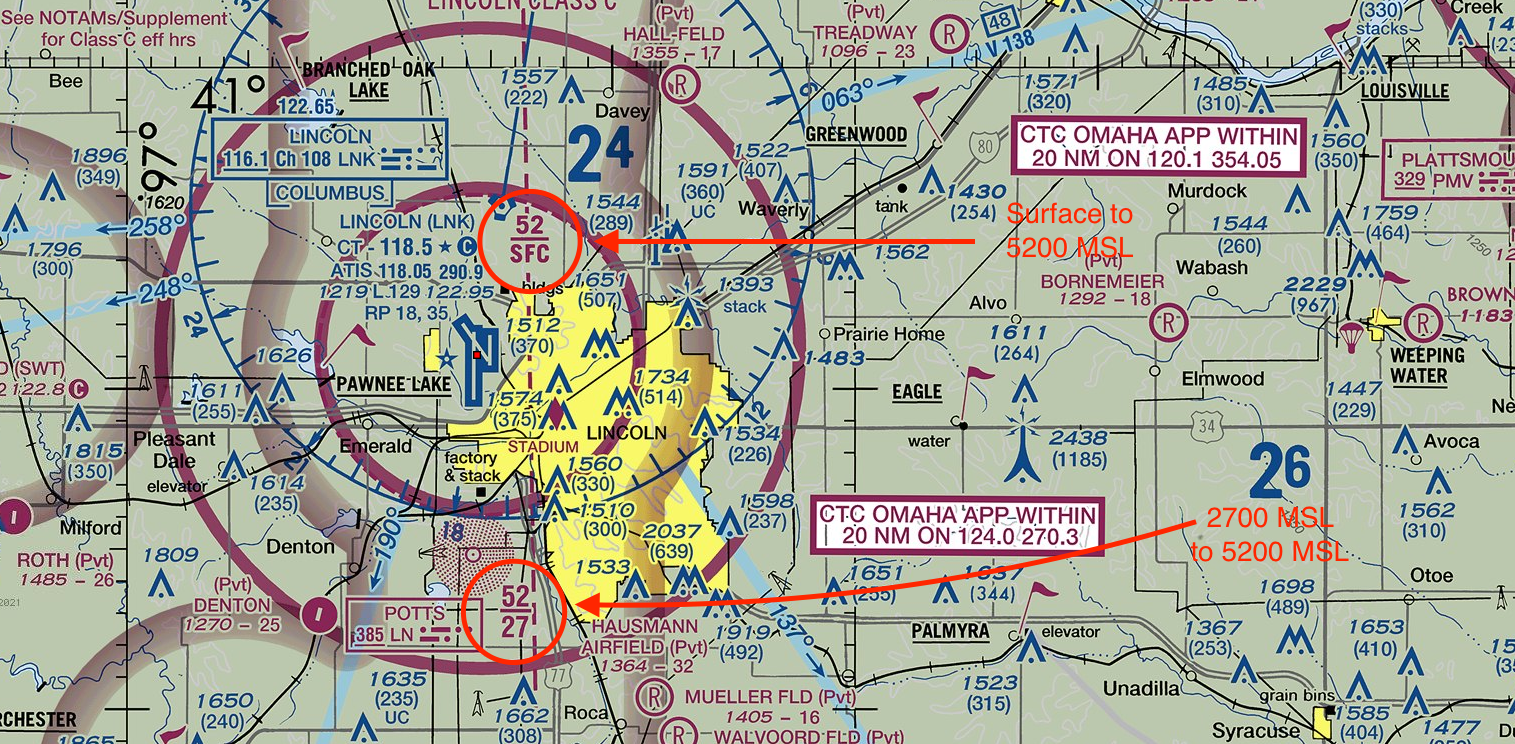 See NOTAMs/Supplement
for Class C eff hrs
LINCOLN CLASS C
(Pvt)
HALL-FELD
1355 - 17
(Pvt)
TREADWAY
1096 - 23
R
48
V 138
(330)
stacks
Creek
Bee
BRANCHED OAK
LAKE
41°
97°
122.65
LINCOLN
116.1 Ch 108 LNK
COLUMBUS
1557
(222)
Davey
R
24
063°
GREENWOOD
80
1571
(320)
1485
(310)
LOUISVILLE
CTC OMAHA APP WITHIN
20 NM ON 120.1 354.05
1560
(350)
PLATTSMOU
329 PMV
1896
(349)
1620
1796
(300)
258°
248°
24
LINCOLN (LNK)
CT - 118.5 ★ C
ATIS 118.05 290.9
1219 L 129 122.95
RP 18, 35
52
SFC
1544
(289)
1591
(360)
UC
1522
(407)
Waverly
6
tank
1430
(254)
1562
Surface to
5200 MSL
Murdock
1544
(260)
1759
(464)
1250
Wabash
(Pvt)
BORNEMEIER
1292 - 18
R
2229
(967)
BROWN
1183
R
WEEPING
WATER
bldgs
1651
(507)
1393
stack
Alvo
Prairie Home
1611
(264)
1483
1512
(370)
1626
PAWNEE LAKE
(SWT)
122.8 C
1611
(255)
1574
(375)
1734
(514)
STADIUM
LINCOLN
12
1534
(226)
EAGLE
water
Elmwood
1447
(229)
34
2438
(1185)
26
Avoca
1562
(310)
1815
(350)
Pleasant
Dale
elevator
Emerald
21
1614
(235)
factory
& stack
1560
(330)
1510
(300)
2037
(639)
1598
(237)
CTC OMAHA APP WITHIN
20 NM ON 124.0 270.3
2700 MSL
to 5200 MSL
I
Milford
ROTH (Pvt)
1485 - 26
1809
Denton
190°
18
(Pvt)
DENTON
1270 - 25
I
POTTS
385 LN
52
27
1533
HAUSMANN
AIRFIELD (Pvt)
1364 - 32
1919
(492)
137°
1651
(255)
1637
(344)
PALMYRA
elevator
1698
(489)
Otoe
1367
(253)
1653
(410)
2021
1650
(240)
1635
(235)
UC
1662
(308)
77
Roca
R
MUELLER FLD (Pvt)
1405 - 16
R
WALVOORD FLD (Pvt)
1523
(315)
Unadilla
grain bins
Syracuse
1585
(404)
1477
RCHESTER
1865